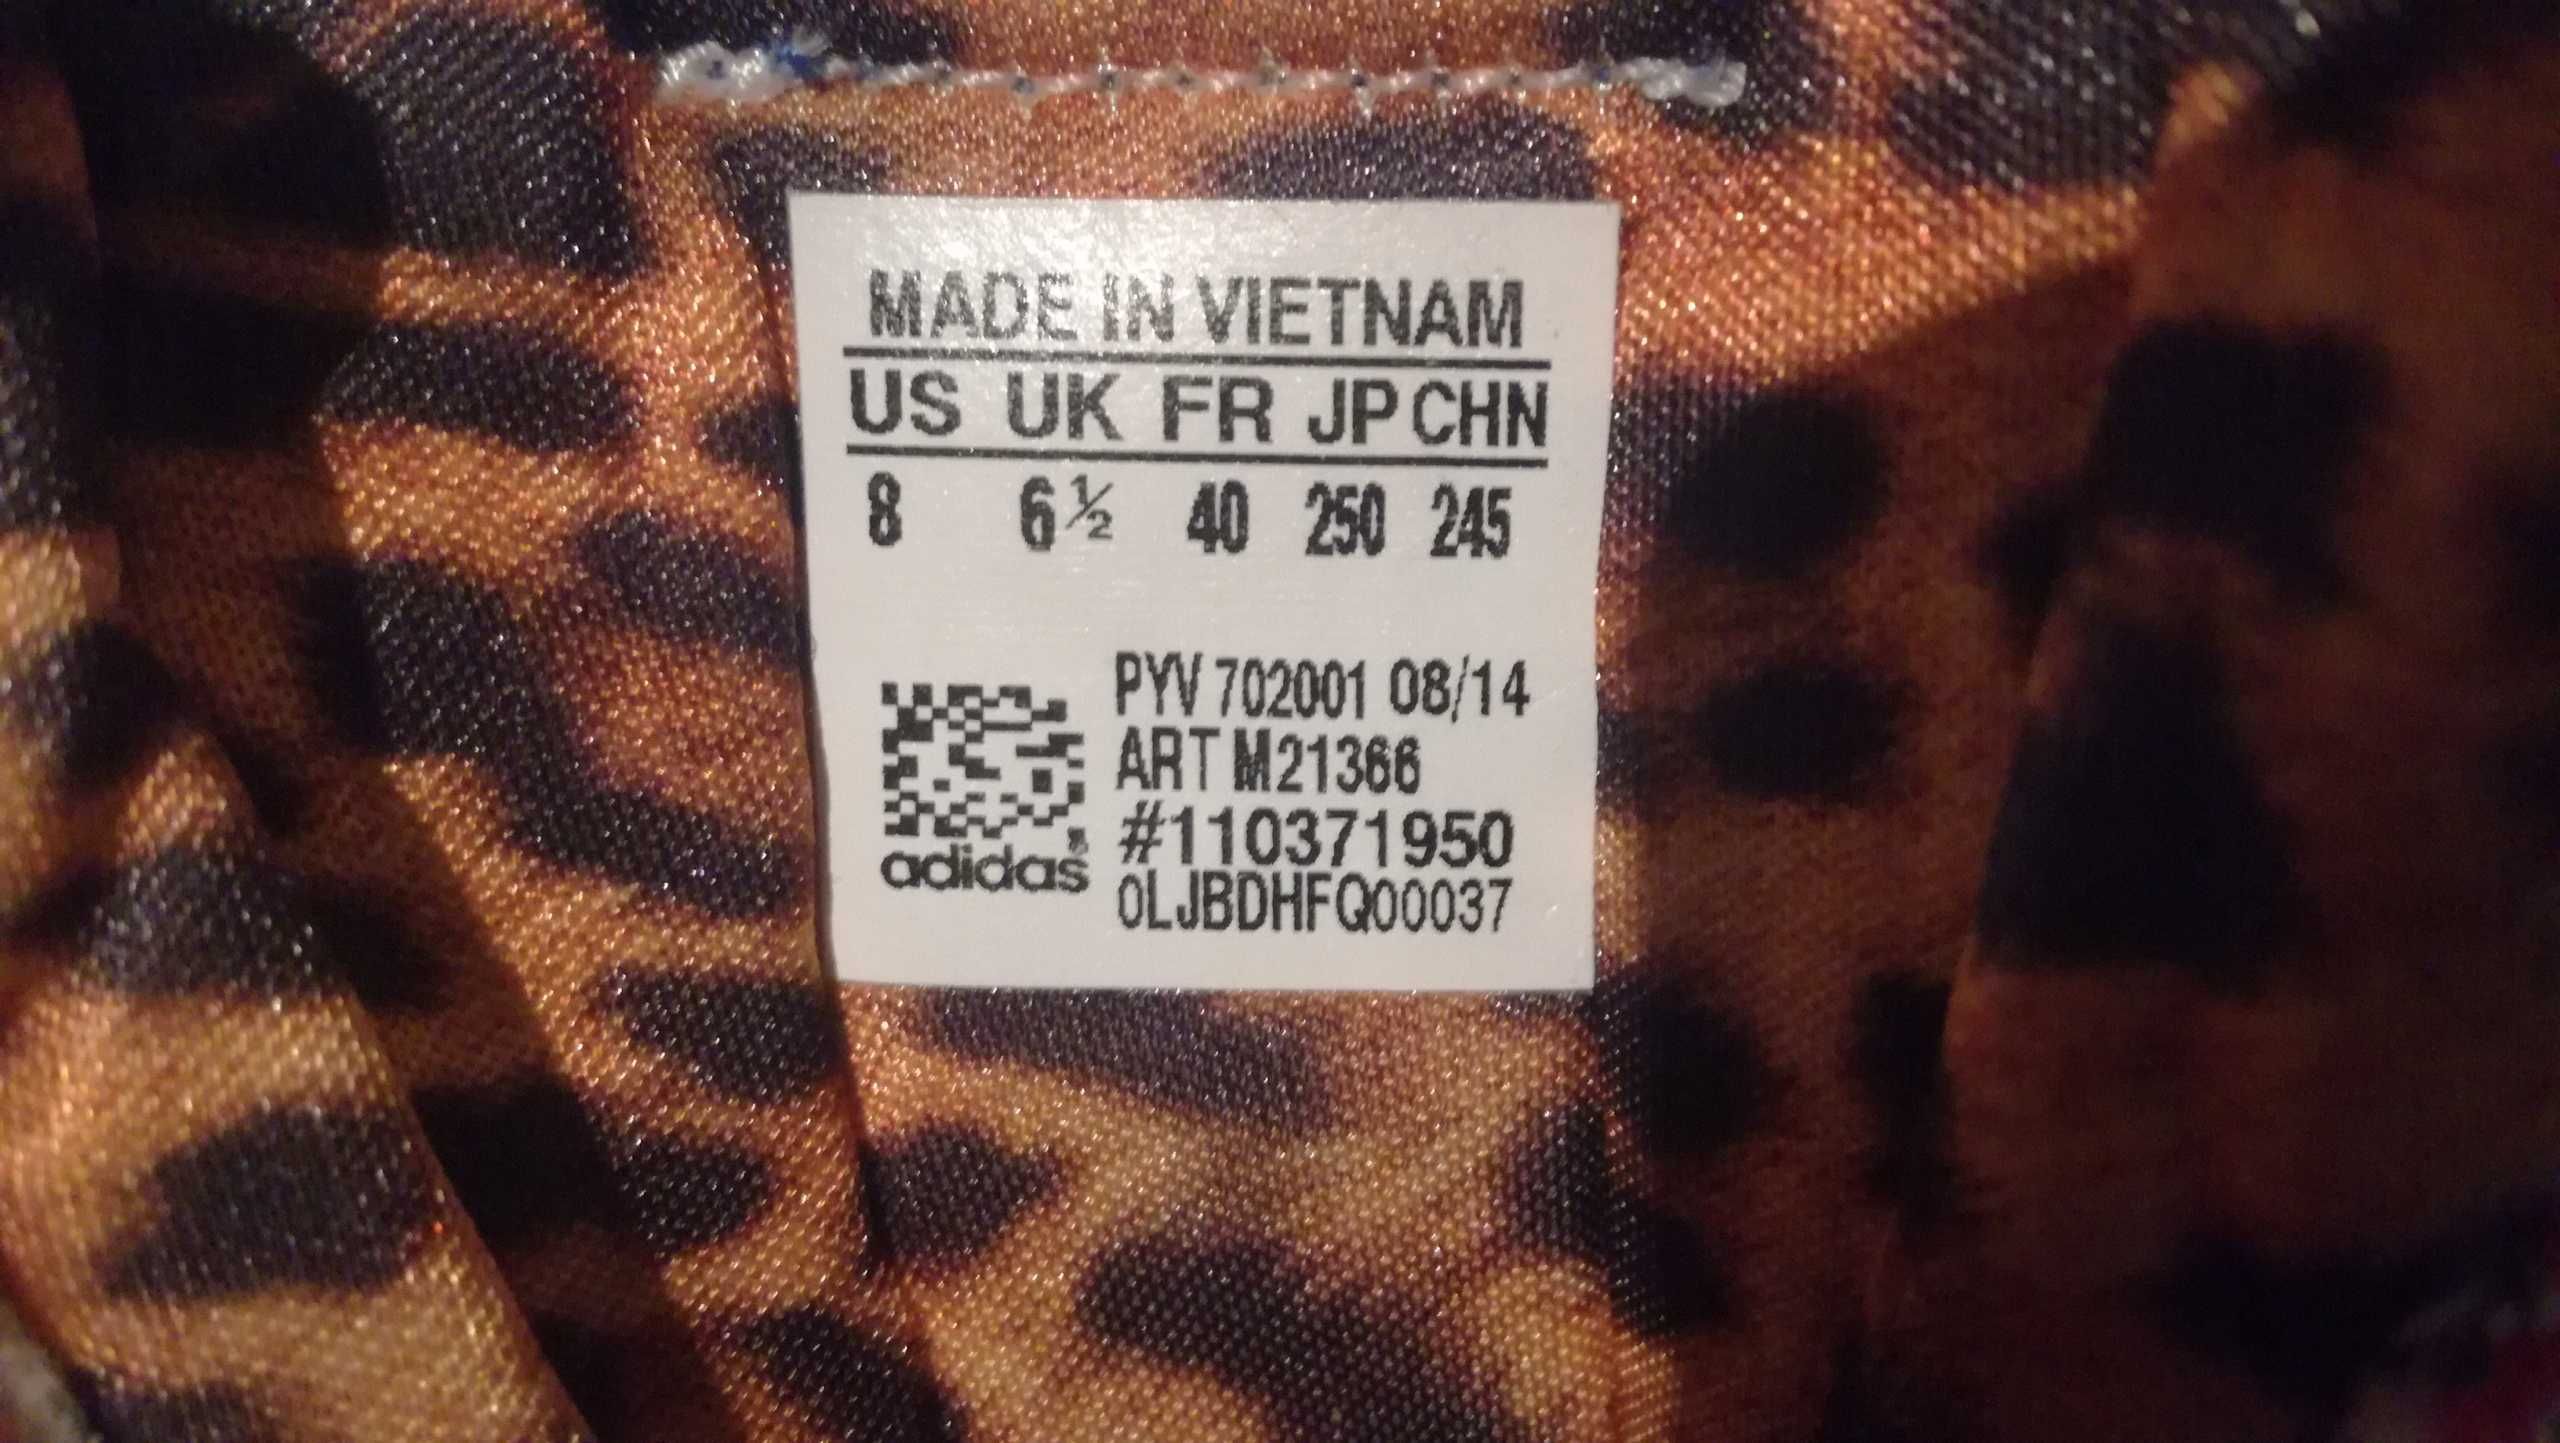 MADE IN VIETNAM
US UK FR JP CHN
8 6½ 40 250 245
PYV 702001 08/14
ART M21366
#110371950
adidas®
0LJBDHFQ00037